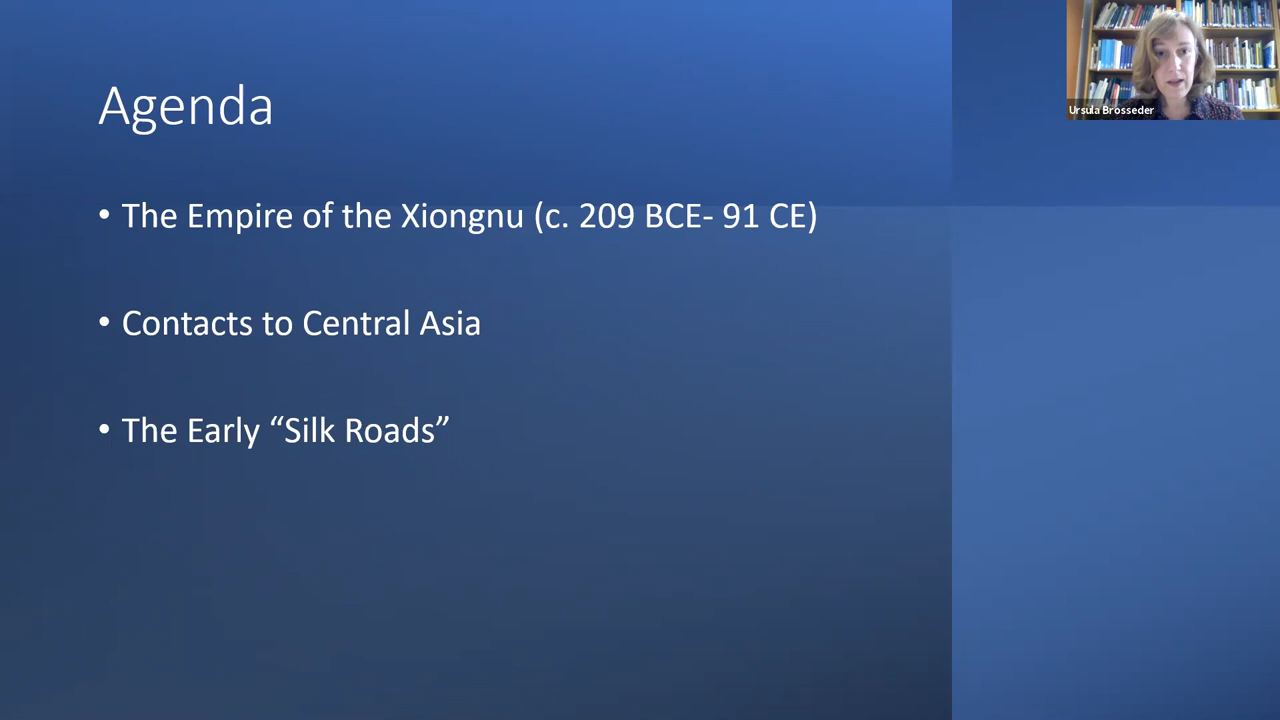 Agenda
• The Empire of the Xiongnu (c. 209 BCE- 91 CE)
• Contacts to Central Asia
• The Early “Silk Roads”
Ursula Brosseder